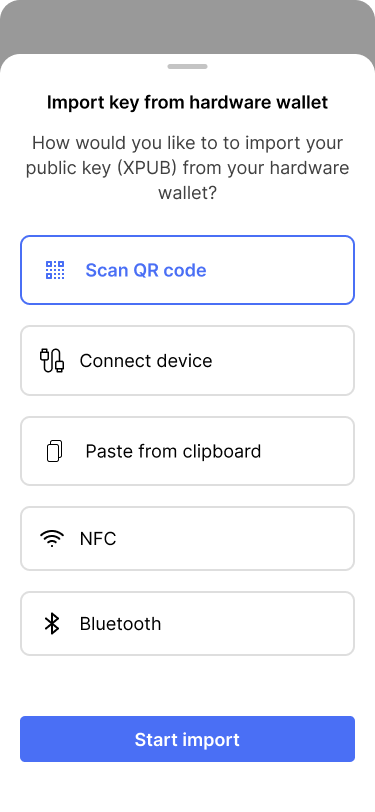 Import key from hardware wallet
How would you like to to import your
public key (XPUB) from your hardware
wallet?
Scan QR code
Connect device
Paste from clipboard
NFC
Bluetooth
Start import